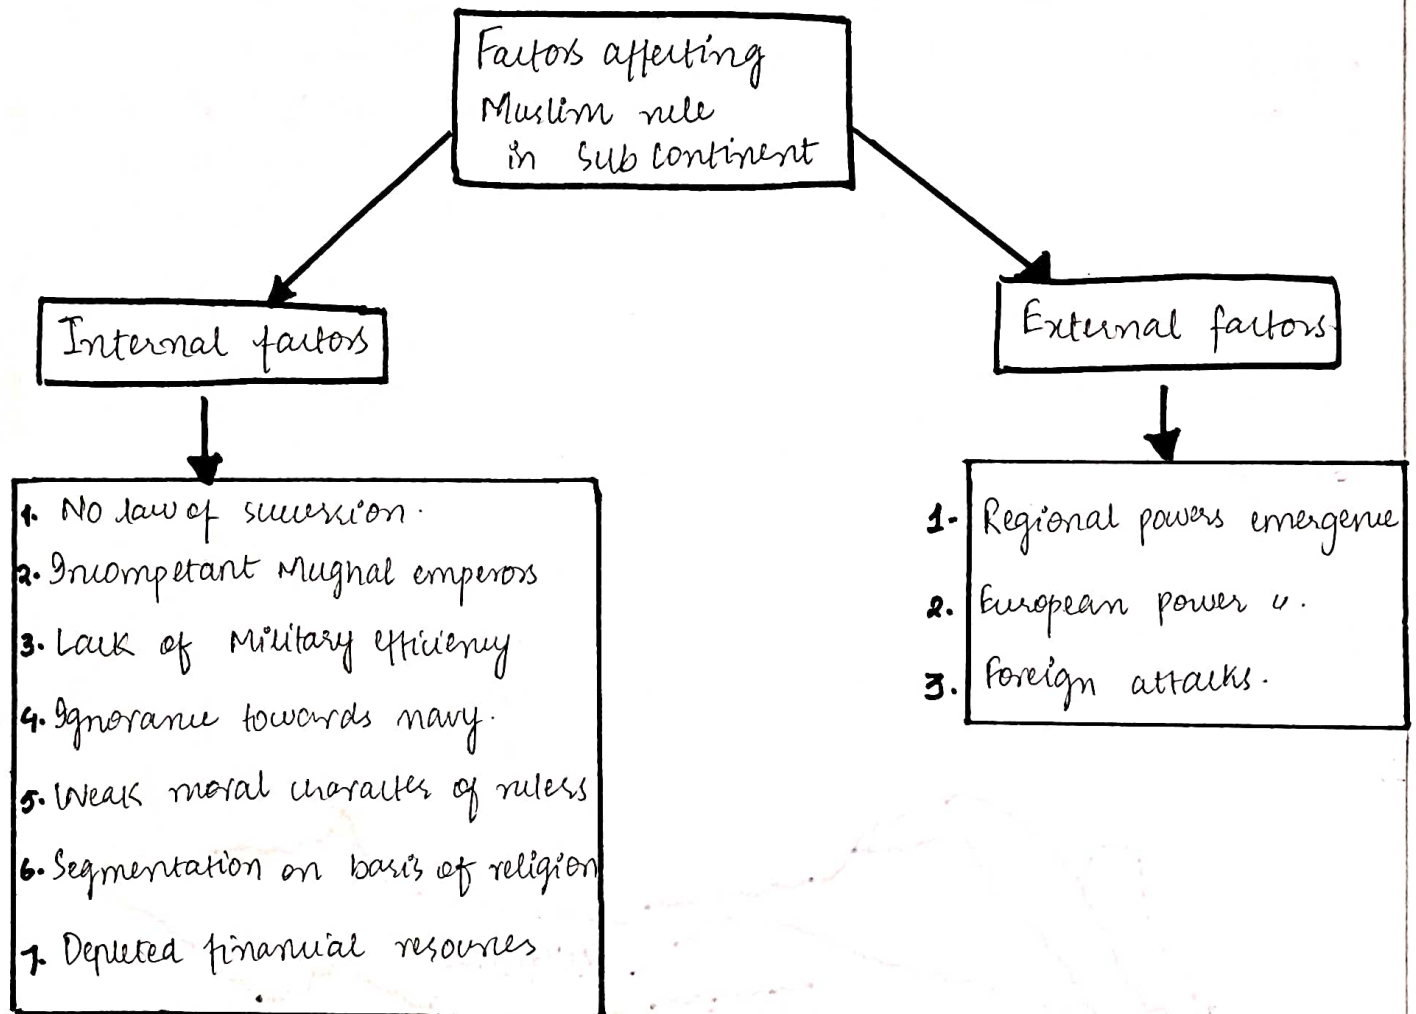 Factors affecting
Muslim rule
in Sub continent
Internal factors
External factors
1. No law of succession.
2. Incompetant Mughal emperors
3. Lack of Military efficiency
4. Ignorance towards navy.
5. Weak moral character of rulers
6. Segmentation on basis of religion
7. Depleted financial resources.
1- Regional powers emergence
2. European power ".
3. Foreign attacks.